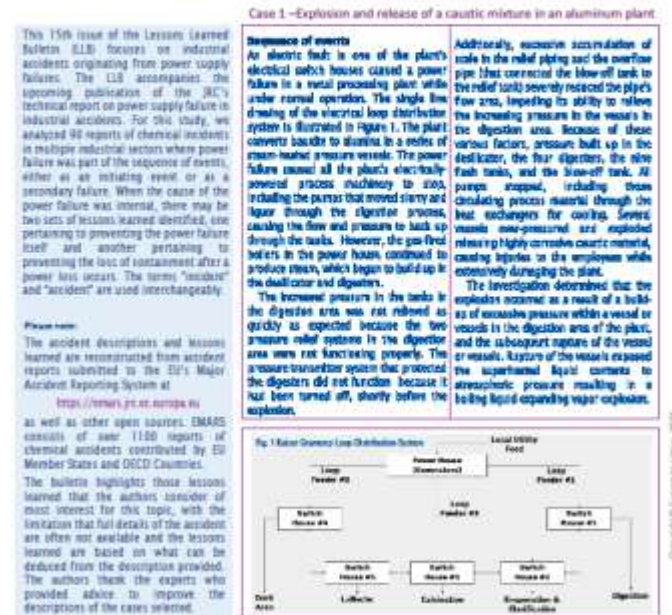 Case 1 –Explosion and release of a caustic mixture in an aluminum plant
This 15th issue of the Lessons Learned
Bulletin (LLB) focuses on industrial
accidents originating from power supply
failures. The LLB accompanies the
upcoming publication of the JRC's
technical report on power supply failure in
industrial accidents. For this study, we
analyzed 90 reports of chemical incidents
in multiple industrial sectors where power
failure was part of the sequence of events,
either as an initiating event or as a
secondary failure. When the cause of the
power failure was internal, there may be
two sets of lessons learned identified, one
pertaining to preventing the power failure
itself and another pertaining to
preventing the loss of containment after a
power loss occurs. The terms "incident"
and "accident" are used interchangeably.
Please note:
The accident descriptions and lessons
learned are reconstructed from accident
reports submitted to the EU's Major
Accident Reporting System at
https://emars.jrc.ec.europa.eu
as well as other open sources. EMARS
consists of over 1100 reports of
chemical accidents contributed by EU
Member States and OECD Countries.
The bulletin highlights those lessons
learned that the authors consider of
most interest for this topic, with the
limitation that full details of the accident
are often not available and the lessons
learned are based on what can be
deduced from the description provided.
The authors thank the experts who
provided advice to improve the
descriptions of the cases selected.
Sequence of events
An electric fault in one of the plant's
electrical switch houses caused a power
failure in a metal processing plant while
under normal operation. The single line
drawing of the electrical loop distribution
system is illustrated in Figure 1. The plant
converts bauxite to alumina in a series of
steam-heated pressure vessels. The power
failure caused all the plant's electrically-
powered process machinery to stop,
including the pumps that moved slurry and
liquor through the digestion process,
causing the flow and pressure to back up
through the tanks. However, the gas-fired
boilers in the power house continued to
produce steam, which began to build up in
the desilicator and digesters.
The increased pressure in the tanks in
the digestion area was not relieved as
quickly as expected because the two
pressure relief systems in the digestion
area were not functioning properly. The
pressure transmitter system that protected
the digesters did not function because it
has been turned off, shortly before the
explosion.
Additionally, excessive accumulation of
scale in the relief piping and the overflow
pipe (that connected the blow-off tank to
the relief tank) severely reduced the pipe's
flow area, impeding its ability to relieve
the increasing pressure in the vessels in
the digestion area. Because of these
various factors, pressure built up in the
desilicator, the four digesters, the nine
flash tanks, and the blow-off tank. All
pumps stopped, including those
circulating process material through the
heat exchangers for cooling. Several
vessels over-pressured and exploded
releasing highly corrosive caustic material,
causing injuries to the employees while
extensively damaging the plant.
The investigation determined that the
explosion occurred as a result of a build-
up of excessive pressure within a vessel or
vessels in the digestion area of the plant,
and the subsequent rupture of the vessel
or vessels. Rupture of the vessels exposed
the superheated liquid contents to
atmospheric pressure resulting in a
boiling liquid expanding vapor explosion.
Fig. 1 Kaiser Gramercy Loop Distribution System
Local Utility
Feed
Power House
(Generators)
Loop
Feeder #2
Loop
Feeder #1
Loop
Feeder #3
Switch
House #4
Switch
House #1
Switch
House
Switch
House
Switch
House
Dock
Area
Calcination
Digestion